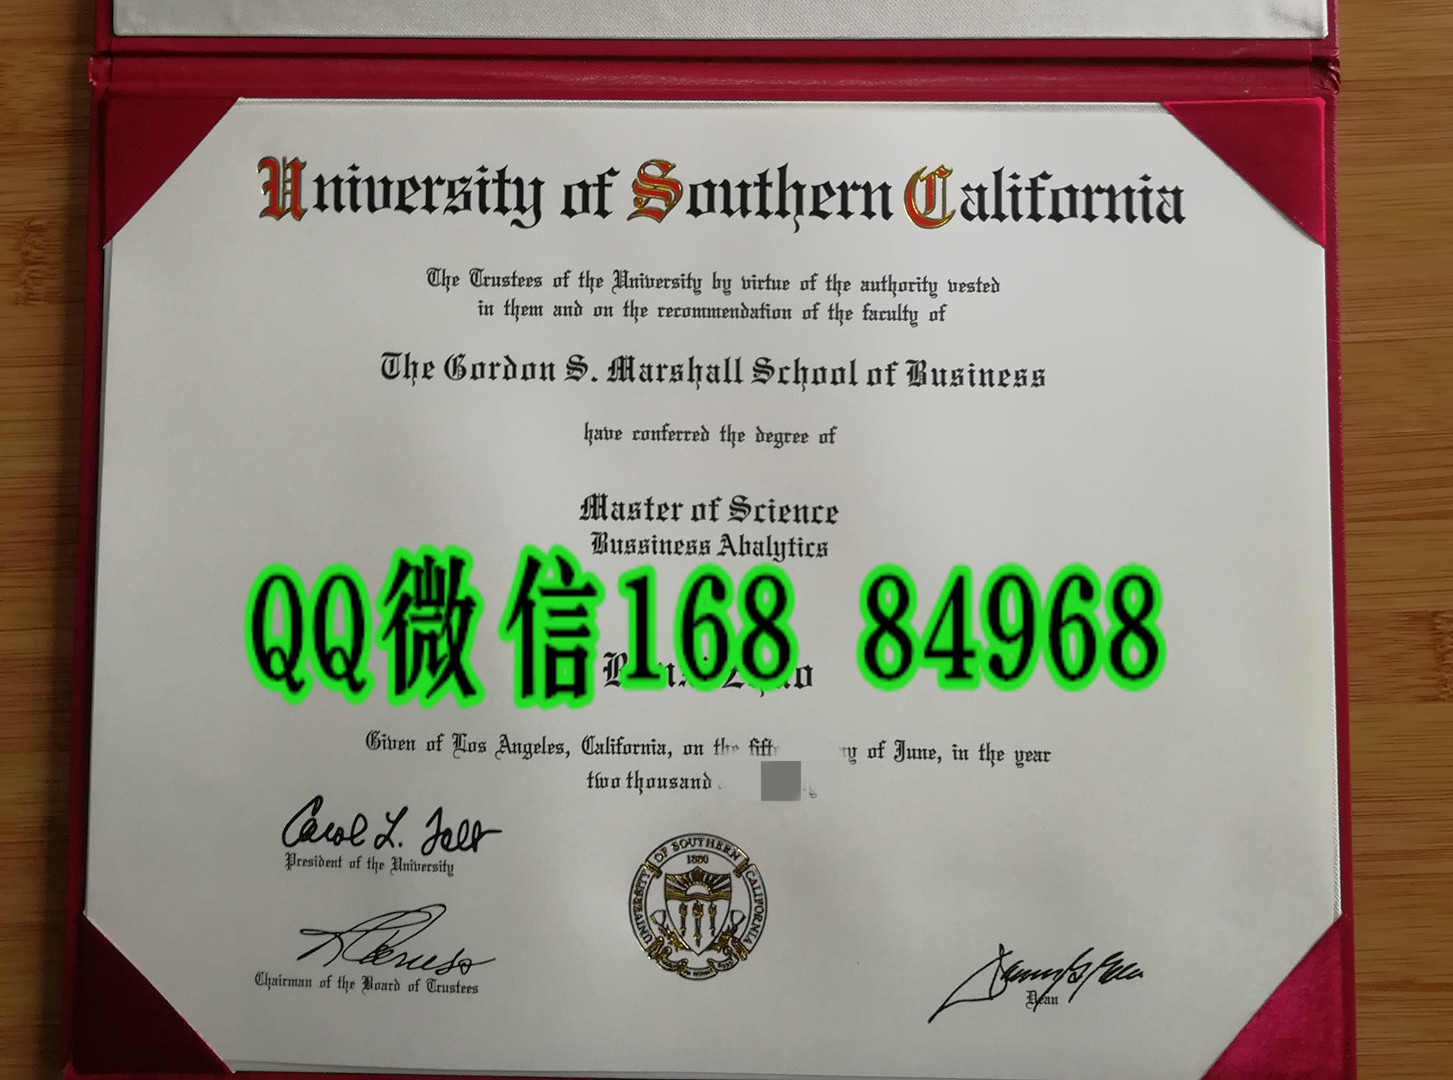 University of Southern California
The Trustees of the University by virtue of the authority vested
in them and on the recommendation of the faculty of
The Gordon S. Marshall School of Business
have conferred the degree of
Master of Science
Bussiness Abalytics
QQ微信168 84968
Given of Los Angeles, California, on the of June, in the year
two thousand
Carol L. Folt
President of the University
Chairman of the Board of Trustees
UNIVERSITY OF SOUTHERN CALIFORNIA
1880
Dean